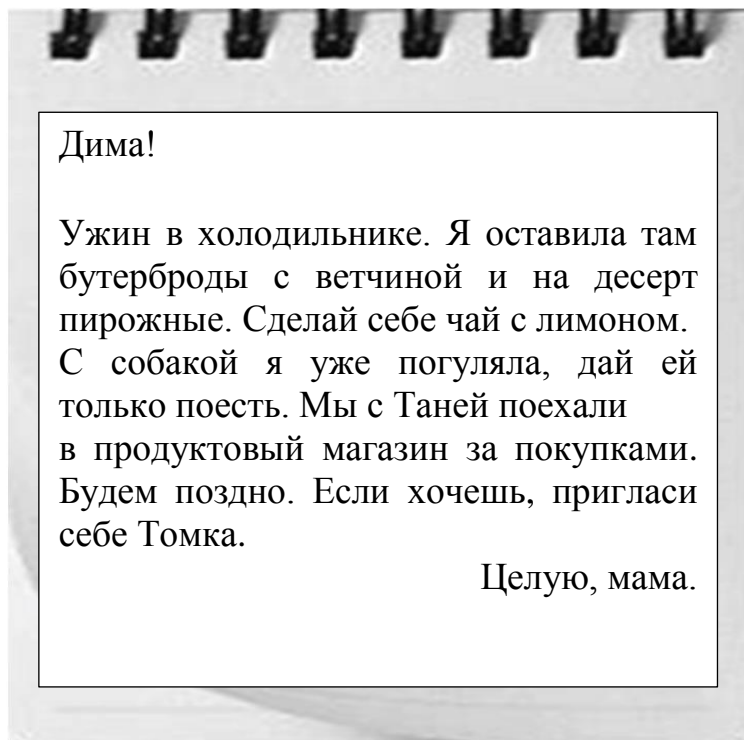 Дима!
Ужин в холодильнике. Я оставила там
бутерброды с ветчиной и на десерт
пирожные. Сделай себе чай с лимоном.
С собакой я уже погуляла, дай ей
только поесть. Мы с Таней поехали
в продуктовый магазин за покупками.
Будем поздно. Если хочешь, пригласи
себе Томка.
Целую, мама.